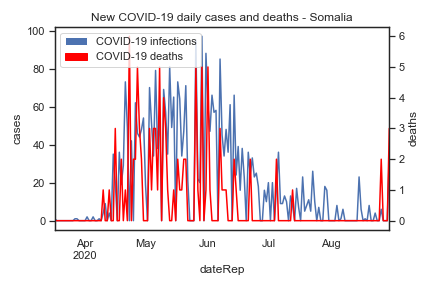 New COVID-19 daily cases and deaths - Somalia
COVID-19 infections
COVID-19 deaths
100
80
60
40
20
0
cases
6
5
4
3
2
1
0
deaths
Apr May Jun Jul Aug
2020
dateRep